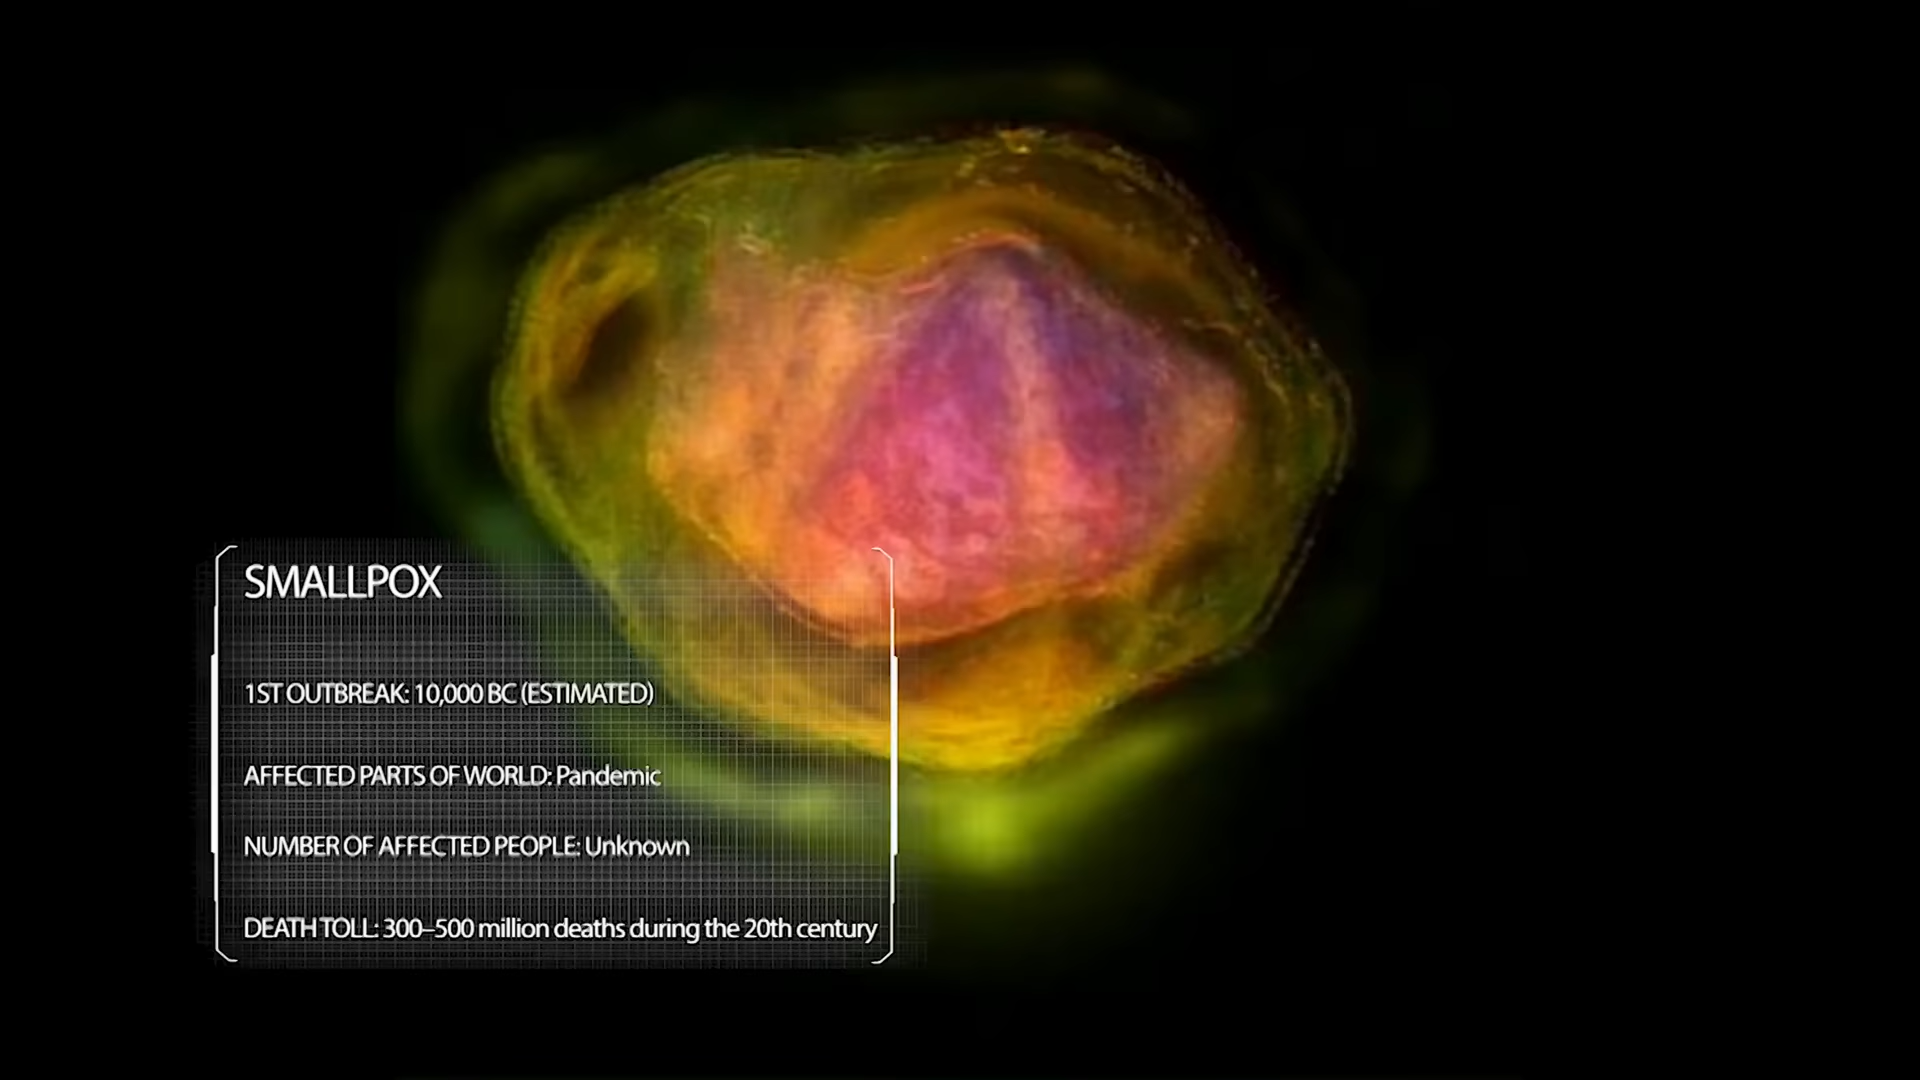 SMALLPOX
1ST OUTBREAK: 10,000 BC (ESTIMATED)
AFFECTED PARTS OF WORLD: Pandemic
NUMBER OF AFFECTED PEOPLE: Unknown
DEATH TOLL: 300–500 million deaths during the 20th century